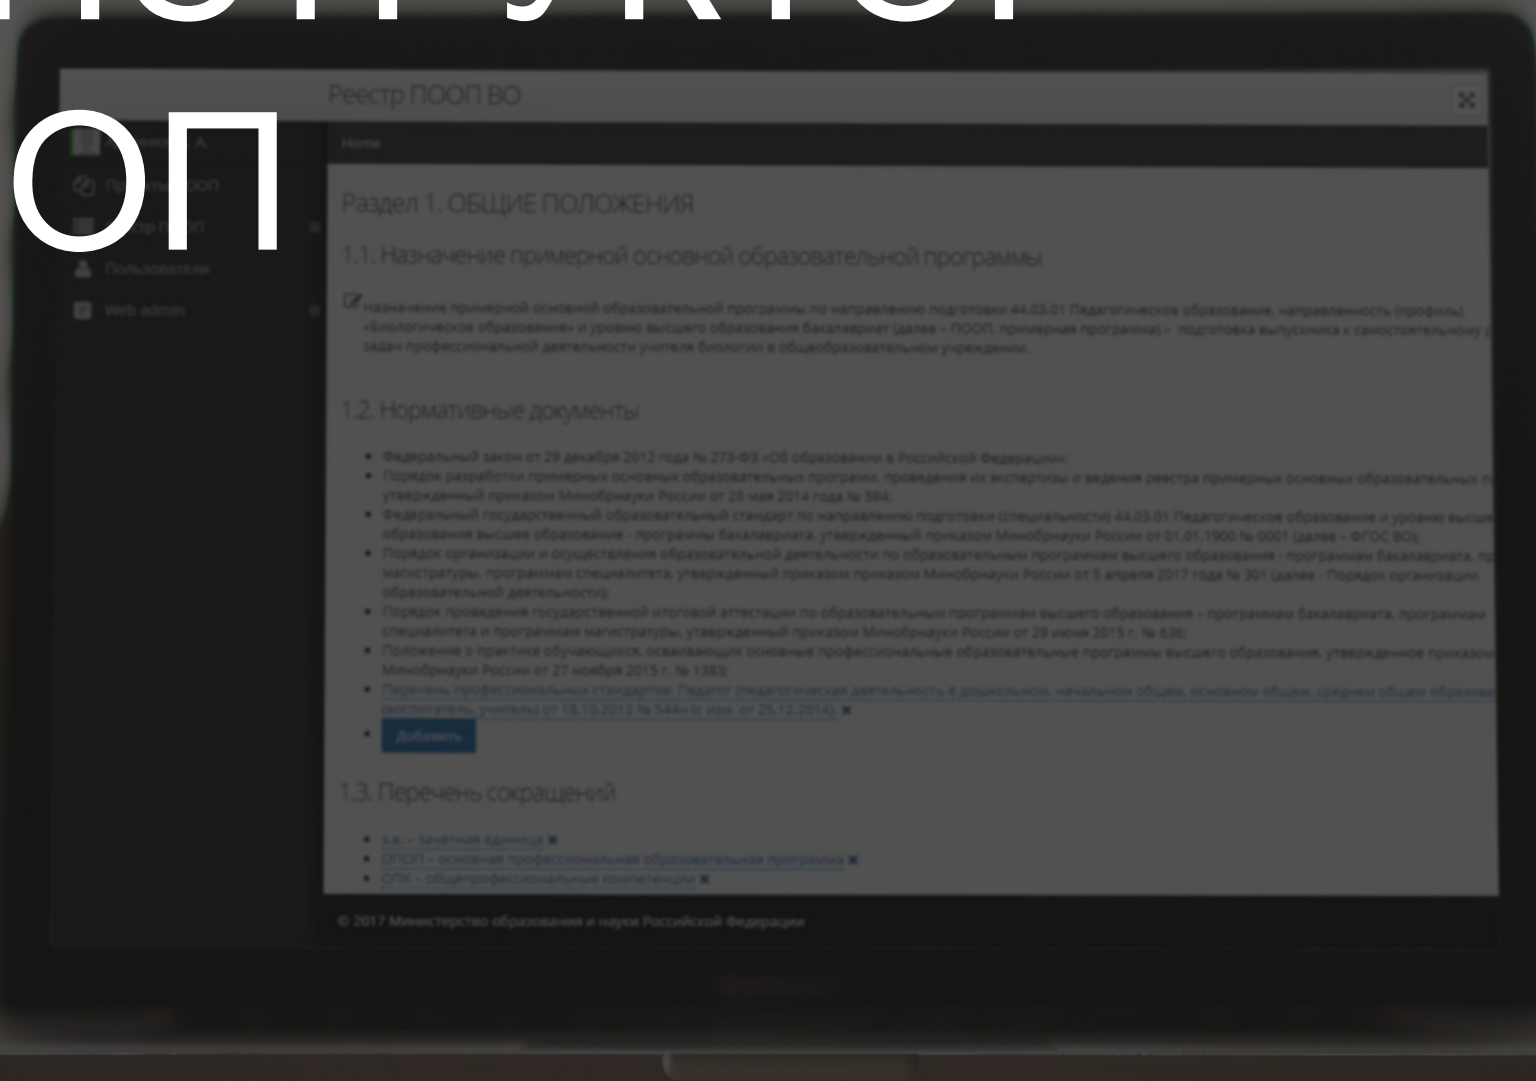 Реестр ПООП ВО
Home
ОП
Пользователи
Web admin
Раздел 1. ОБЩИЕ ПОЛОЖЕНИЯ
1.1. Назначение примерной основной образовательной программы
Назначение примерной основной образовательной программы по направлению подготовки 44.03.01 Педагогическое образование, направленность (профиль)
«Биологическое образование» и уровню высшего образования бакалавриат (далее – ПООП, примерная программа) – подготовка выпускника к самостоятельному
задач профессиональной деятельности учителя биологии в общеобразовательном учреждении.
1.2. Нормативные документы
Федеральный закон от 29 декабря 2012 года № 273-ФЗ «Об образовании в Российской Федерации»;
Порядок разработки примерных основных образовательных программ, проведения их экспертизы и ведения реестра примерных основных образовательных
утвержденный приказом Минобрнауки России от 28 мая 2014 года № 594;
Федеральный государственный образовательный стандарт по направлению подготовки (специальности) 44.03.01 Педагогическое образование и уровню
образования высшее образование - программы бакалавриата, утвержденный приказом Минобрнауки России от 01.01.1900 № 0001 (далее – ФГОС ВО);
Порядок организации и осуществления образовательной деятельности по образовательным программам высшего образования - программам бакалавриата,
магистратуры, программам специалитета, утвержденный приказом приказом Минобрнауки России от 5 апреля 2017 года № 301 (далее - Порядок организации
образовательной деятельности);
Порядок проведения государственной итоговой аттестации по образовательным программам высшего образования – программам бакалавриата, программам
специалитета и программам магистратуры, утвержденный приказом Минобрнауки России от 29 июня 2015 г. № 636;
Положение о практике обучающихся, осваивающих основные профессиональные образовательные программы высшего образования, утвержденное приказом
Минобрнауки России от 27 ноября 2015 г. № 1383;
Перечень профессиональных стандартов: Педагог (педагогическая деятельность в дошкольном, начальном общем, основном общем, среднем общем
(воспитатель, учитель) от 18.10.2013 № 544н (с изм. от 25.12.2014),
Добавить
1.3. Перечень сокращений
з.е. – зачетная единица
ОПОП – основная профессиональная образовательная программа
ОПК – общепрофессиональные компетенции
© 2017 Министерство образования и науки Российской Федерации